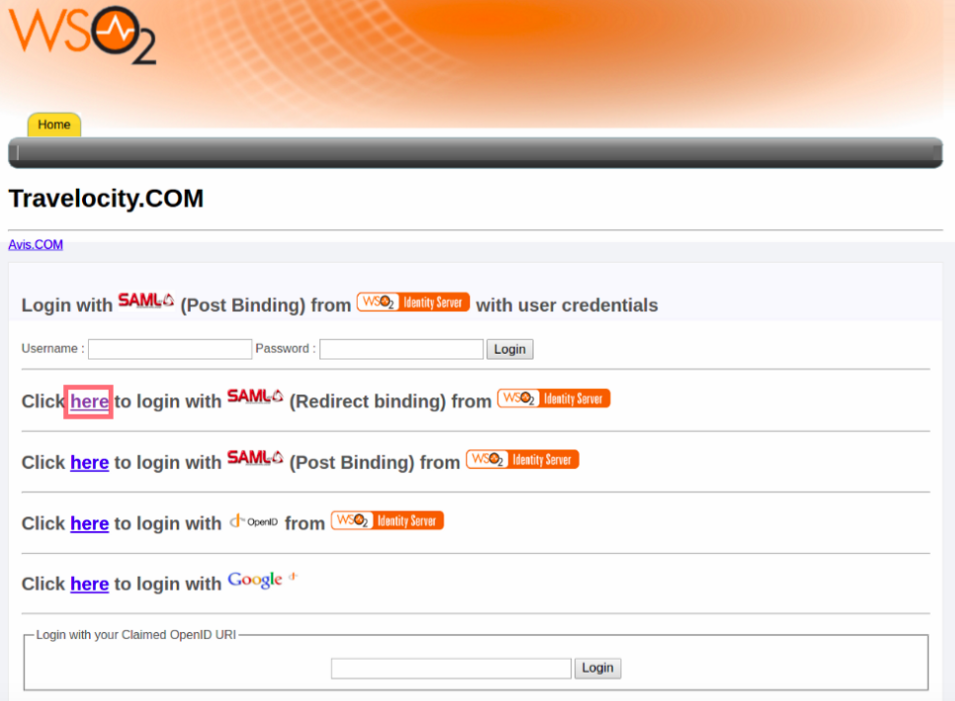 WSO2
Home
Travelocity.COM
Avis.COM
Login with SAML (Post Binding) from WSO2 Identity Server with user credentials
Username : Password : Login
Click here to login with SAML (Redirect binding) from WSO2 Identity Server
Click here to login with SAML (Post Binding) from WSO2 Identity Server
Click here to login with OpenID from WSO2 Identity Server
Click here to login with Google
Login with your Claimed OpenID URI
Login